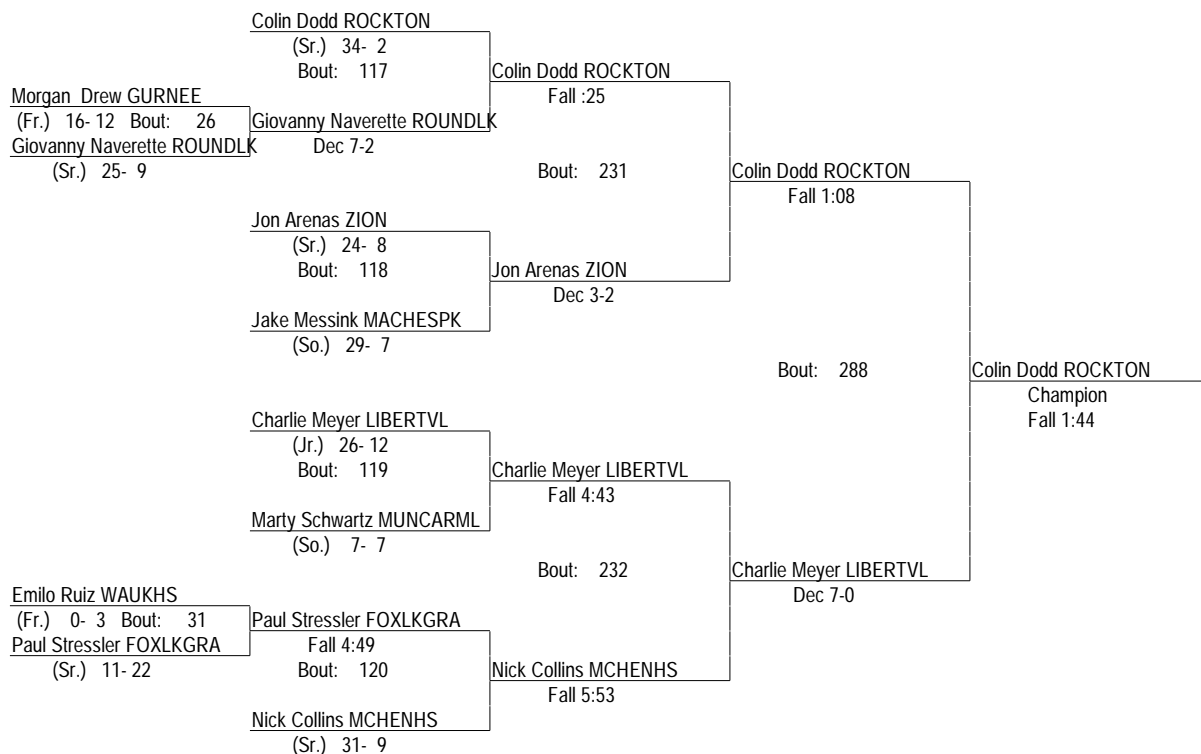 Colin Dodd ROCKTON
(Sr.) 34- 2
Bout: 117
Colin Dodd ROCKTON
Fall :25
Morgan Drew GURNEE
(Fr.) 16- 12 Bout: 26
Giovanny Naverette ROUNDLK
Giovanny Naverette ROUNDLK
Dec 7-2
(Sr.) 25- 9
Bout: 231
Colin Dodd ROCKTON
Fall 1:08
Jon Arenas ZION
(Sr.) 24- 8
Bout: 118
Jon Arenas ZION
Dec 3-2
Jake Messink MACHESPK
(So.) 29- 7
Bout: 288
Colin Dodd ROCKTON
Champion
Fall 1:44
Charlie Meyer LIBERTVL
(Jr.) 26- 12
Bout: 119
Charlie Meyer LIBERTVL
Fall 4:43
Marty Schwartz MUNCARML
(So.) 7- 7
Bout: 232
Charlie Meyer LIBERTVL
Dec 7-0
Emilo Ruiz WAUKHS
(Fr.) 0- 3 Bout: 31
Paul Stressler FOXLKGRA
Paul Stressler FOXLKGRA
Fall 4:49
(Sr.) 11- 22
Bout: 120
Nick Collins MCHENHS
Fall 5:53
Nick Collins MCHENHS
(Sr.) 31- 9